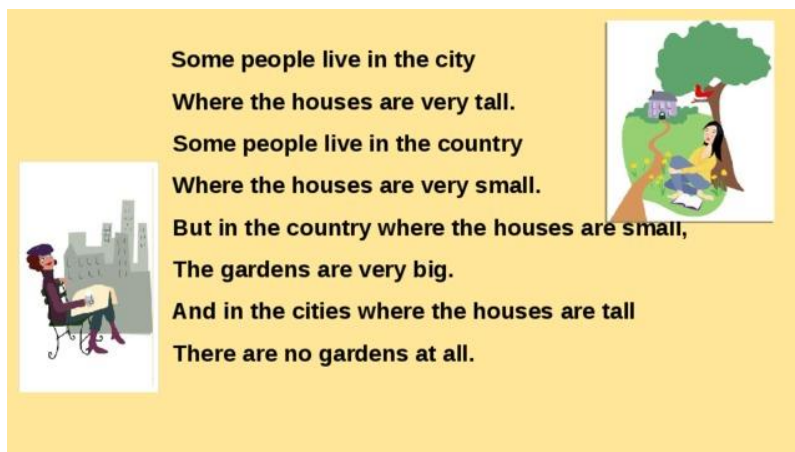 Some people live in the city
Where the houses are very tall.
Some people live in the country
Where the houses are very small.
But in the country where the houses are small,
The gardens are very big.
And in the cities where the houses are tall
There are no gardens at all.